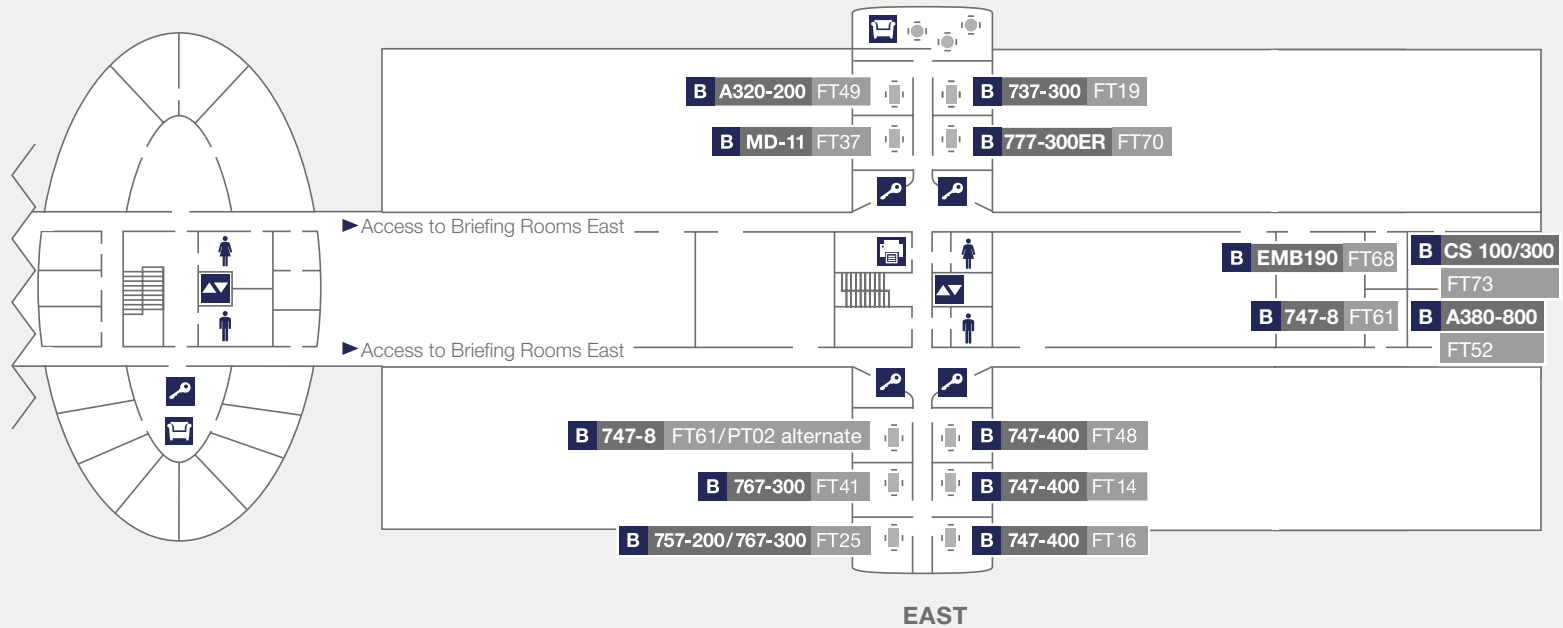 B A320-200 FT49
B 737-300 FT19
B MD-11 FT37
B 777-300ER FT70
Access to Briefing Rooms East
B EMB190 FT68
B CS 100/300
FT73
B 747-8 FT61
B A380-800
FT52
Access to Briefing Rooms East
B 747-8 FT61/PT02 alternate
B 747-400 FT48
B 767-300 FT41
B 747-400 FT14
B 757-200/767-300 FT25
B 747-400 FT16
EAST